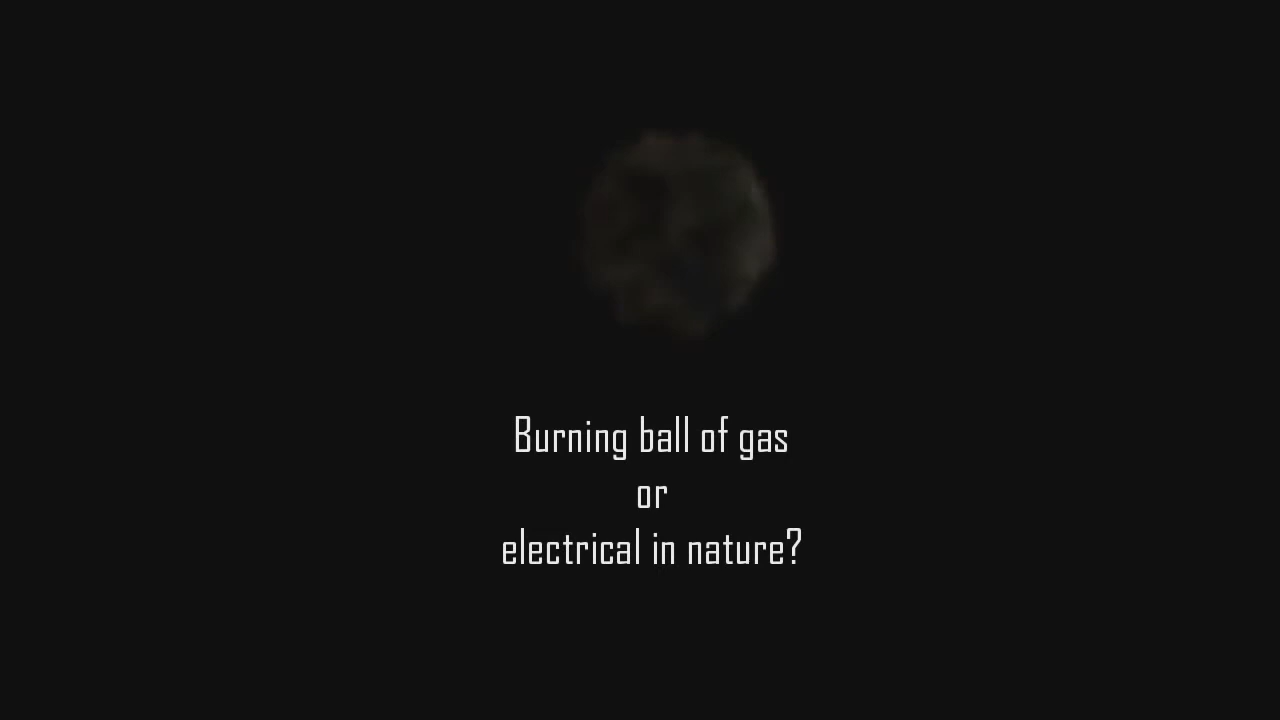 Burning ball of gas
or
electrical in nature?